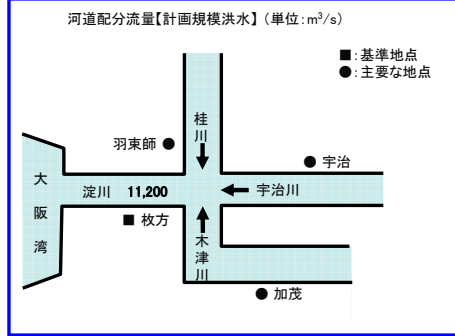 河道配分流量【計画規模洪水】（単位：m³/s）
■：基準地点
●：主要な地点
桂川
羽束師 ●
● 宇治
大阪湾
淀川 11,200
宇治川
■ 枚方
木津川
● 加茂